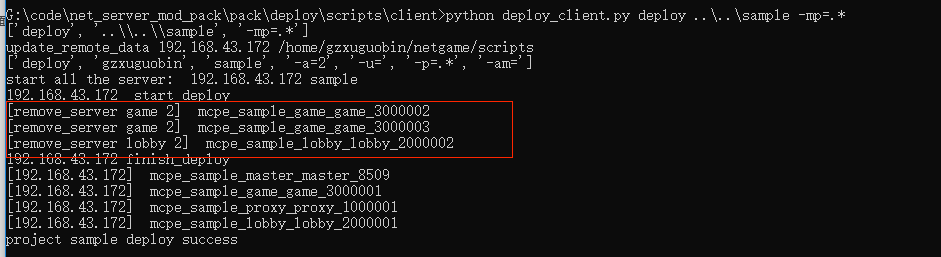 G:\code\net_server_mod_pack\pack\deploy\scripts\client>python deploy_client.py deploy ..\..\sample -mp=.*
['deploy', '..\\..\\sample', '-mp=.*']
update_remote_data 192.168.43.172 /home/gzxuguobin/netgame/scripts
['deploy', 'gzxuguobin', 'sample', '-a=2', '-u=', '-p=.*', '-am=']
start all the server:  192.168.43.172 sample
192.168.43.172  start_deploy
[remove_server game 2]  mcpe_sample_game_game_3000002
[remove_server game 2]  mcpe_sample_game_game_3000003
[remove_server lobby 2]  mcpe_sample_lobby_lobby_2000002
192.168.43.172 finish_deploy
[192.168.43.172]  mcpe_sample_master_master_8509
[192.168.43.172]  mcpe_sample_game_game_3000001
[192.168.43.172]  mcpe_sample_proxy_proxy_1000001
[192.168.43.172]  mcpe_sample_lobby_lobby_2000001
project sample deploy success